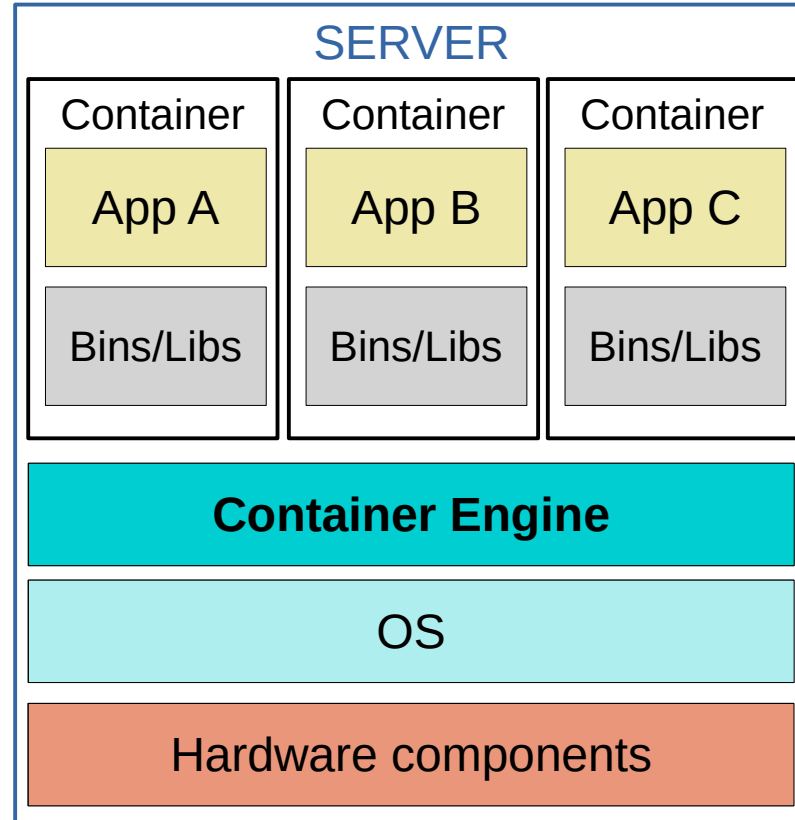 SERVER
Container Container Container
App A App B App C
Bins/Libs Bins/Libs Bins/Libs
Container Engine
OS
Hardware components